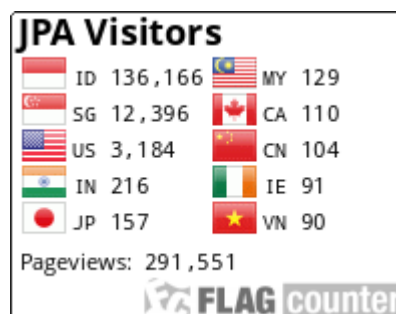 JPA Visitors
ID 136,166 MY 129
SG 12,396 CA 110
US 3,184 CN 104
IN 216 IE 91
JP 157 VN 90
Pageviews: 291,551
FC FLAG counter